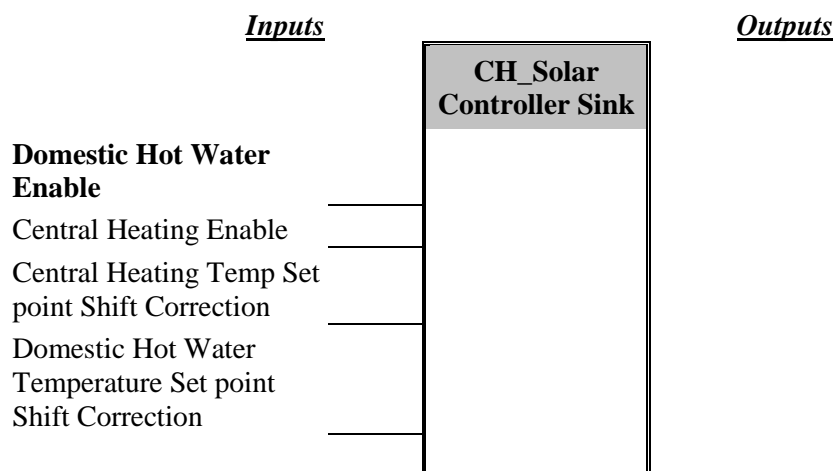 Inputs
Outputs
CH_Solar
Controller Sink
Domestic Hot Water
Enable
Central Heating Enable
Central Heating Temp Set
point Shift Correction
Domestic Hot Water
Temperature Set point
Shift Correction